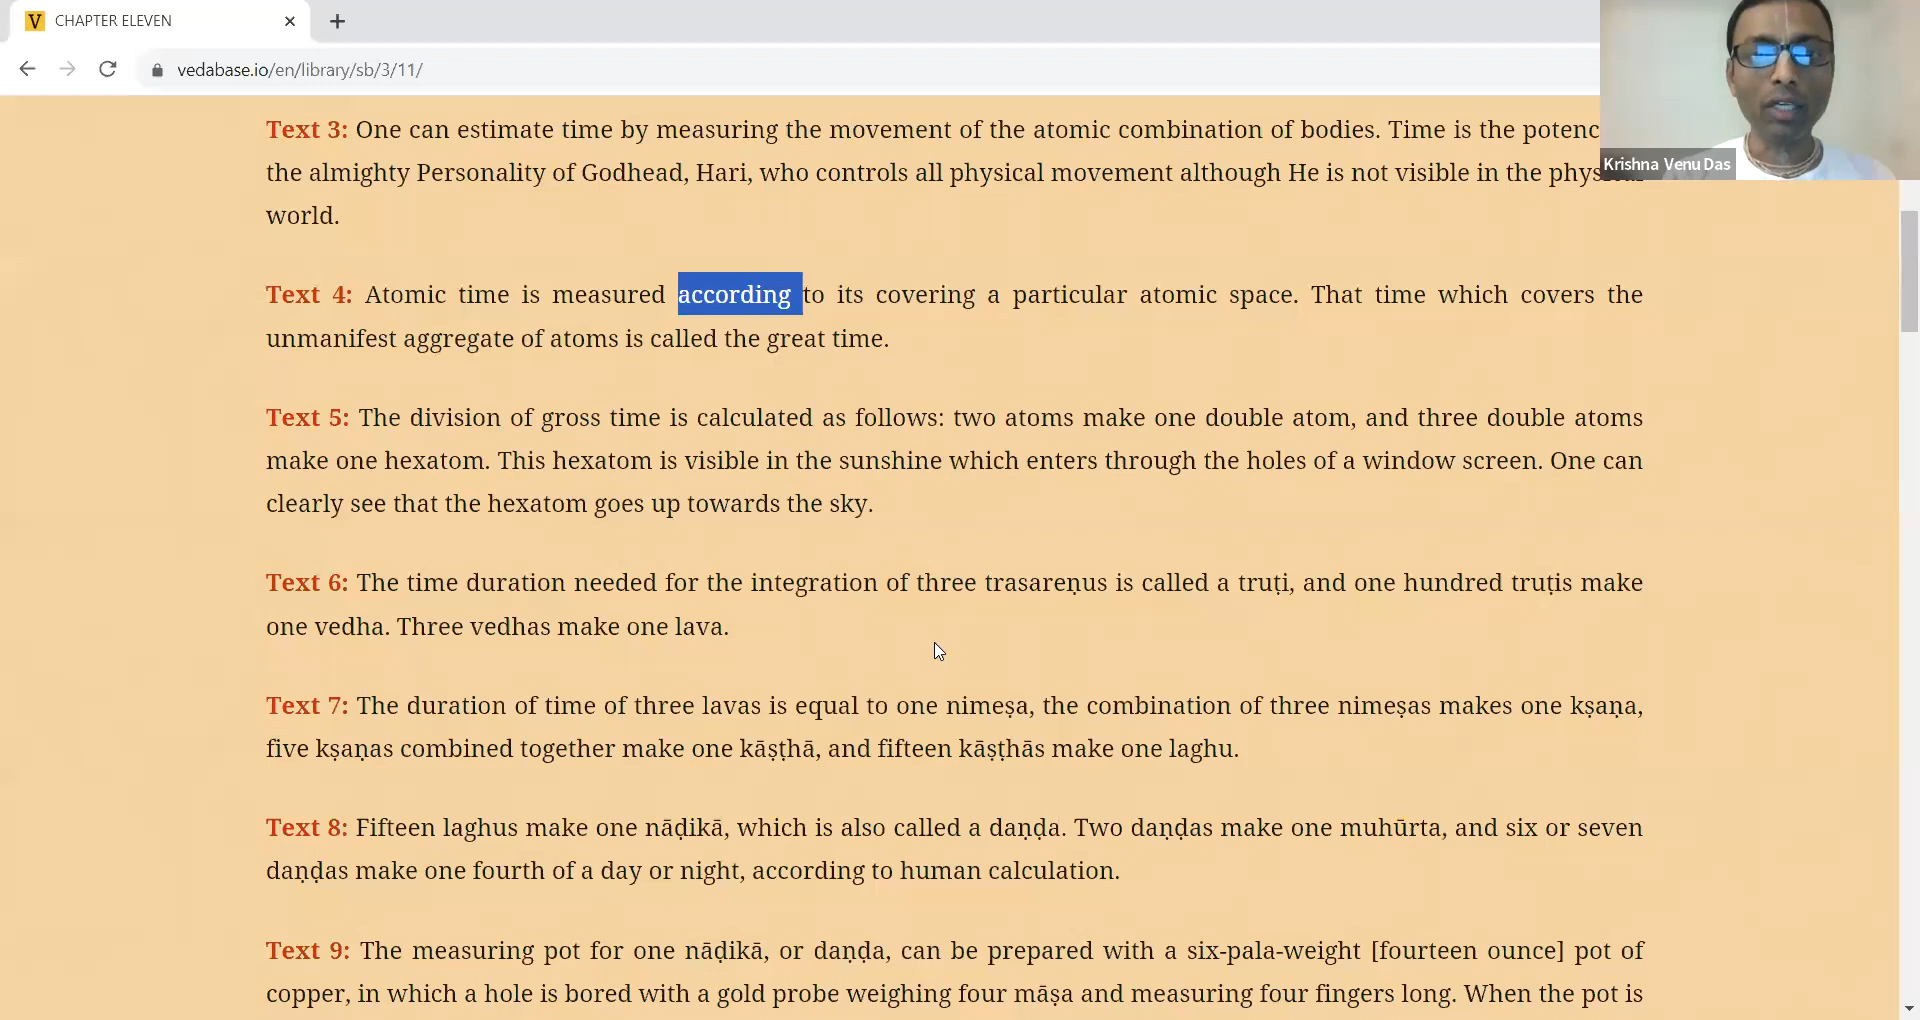 V CHAPTER ELEVEN
vedabase.io/en/library/sb/3/11/
Text 3: One can estimate time by measuring the movement of the atomic combination of bodies. Time is the
the almighty Personality of Godhead, Hari, who controls all physical movement although He is not visible in the
Krishna Venu Das
world.
Text 4: Atomic time is measured according to its covering a particular atomic space. That time which covers the
unmanifest aggregate of atoms is called the great time.
Text 5: The division of gross time is calculated as follows: two atoms make one double atom, and three double atoms
make one hexatom. This hexatom is visible in the sunshine which enters through the holes of a window screen. One can
clearly see that the hexatom goes up towards the sky.
Text 6: The time duration needed for the integration of three trasareṇus is called a truṭi, and one hundred truṭis make
one vedha. Three vedhas make one lava.
Text 7: The duration of time of three lavas is equal to one nimeṣa, the combination of three nimeṣas makes one kṣaṇa,
five kṣaṇas combined together make one kāṣṭhā, and fifteen kāṣṭhās make one laghu.
Text 8: Fifteen laghus make one nāḍikā, which is also called a daṇḍa. Two daṇḍas make one muhūrta, and six or seven
daṇḍas make one fourth of a day or night, according to human calculation.
Text 9: The measuring pot for one nāḍikā, or daṇḍa, can be prepared with a six-pala-weight [fourteen ounce] pot of
copper, in which a hole is bored with a gold probe weighing four māṣa and measuring four fingers long. When the pot is